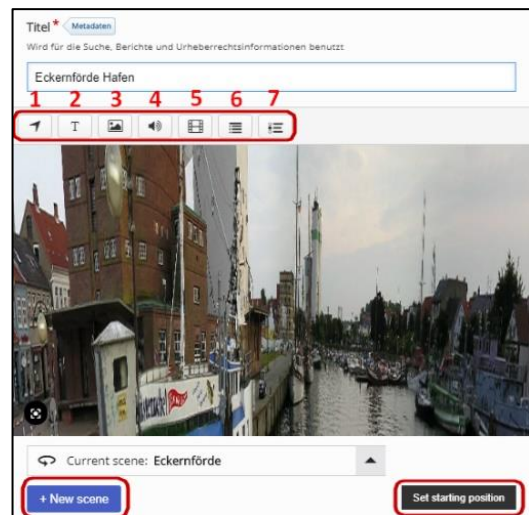 Titel * Metadaten
Wird für die Suche, Berichte und Urheberrechtsinformationen benutzt
Eckernförde Hafen
1 2 3 4 5 6 7
T
Current scene: Eckernförde
+ New scene
Set starting position